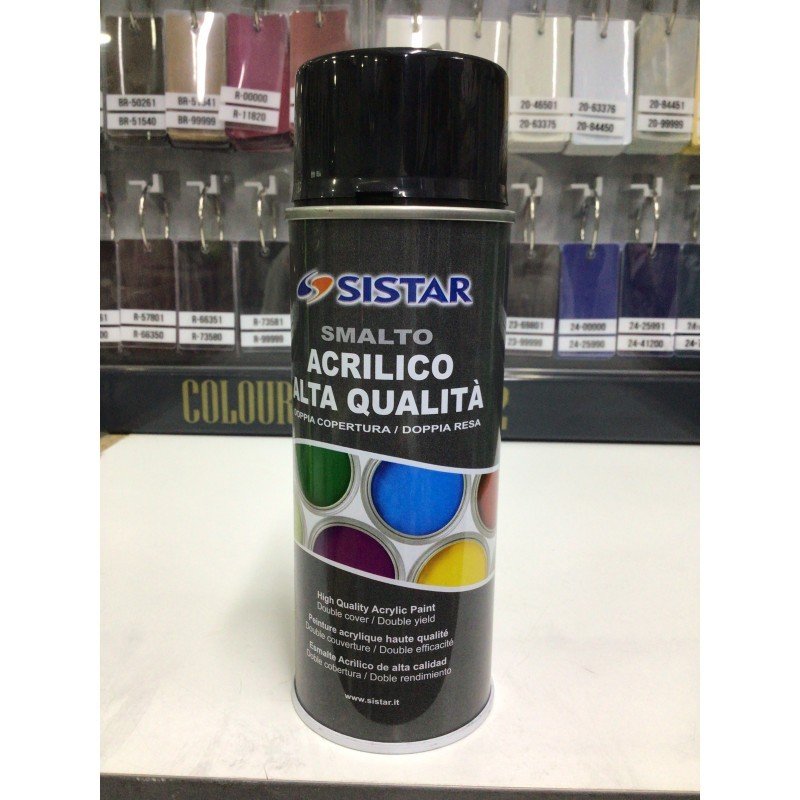 BR-50261
BR-51540
BR-99999
R-00000
R-11820
20-46501
20-63375
20-63376
20-84450
20-84451
20-99999
R-57801
R-66350
R-66351
R-73580
R-73581
R-99999
23-69801
23-99999
24-00000
24-25990
24-25991
24-41200
COLOUR
SISTAR
SMALTO
ACRILICO
ALTA QUALITÀ
DOPPIA COPERTURA / DOPPIA RESA
High Quality Acrylic Paint
Double cover / Double yield
Peinture acrylique haute qualité
Double couverture / Double efficacité
Esmalte Acrilico de alta calidad
Doble cobertura / Doble rendimiento
www.sistar.it